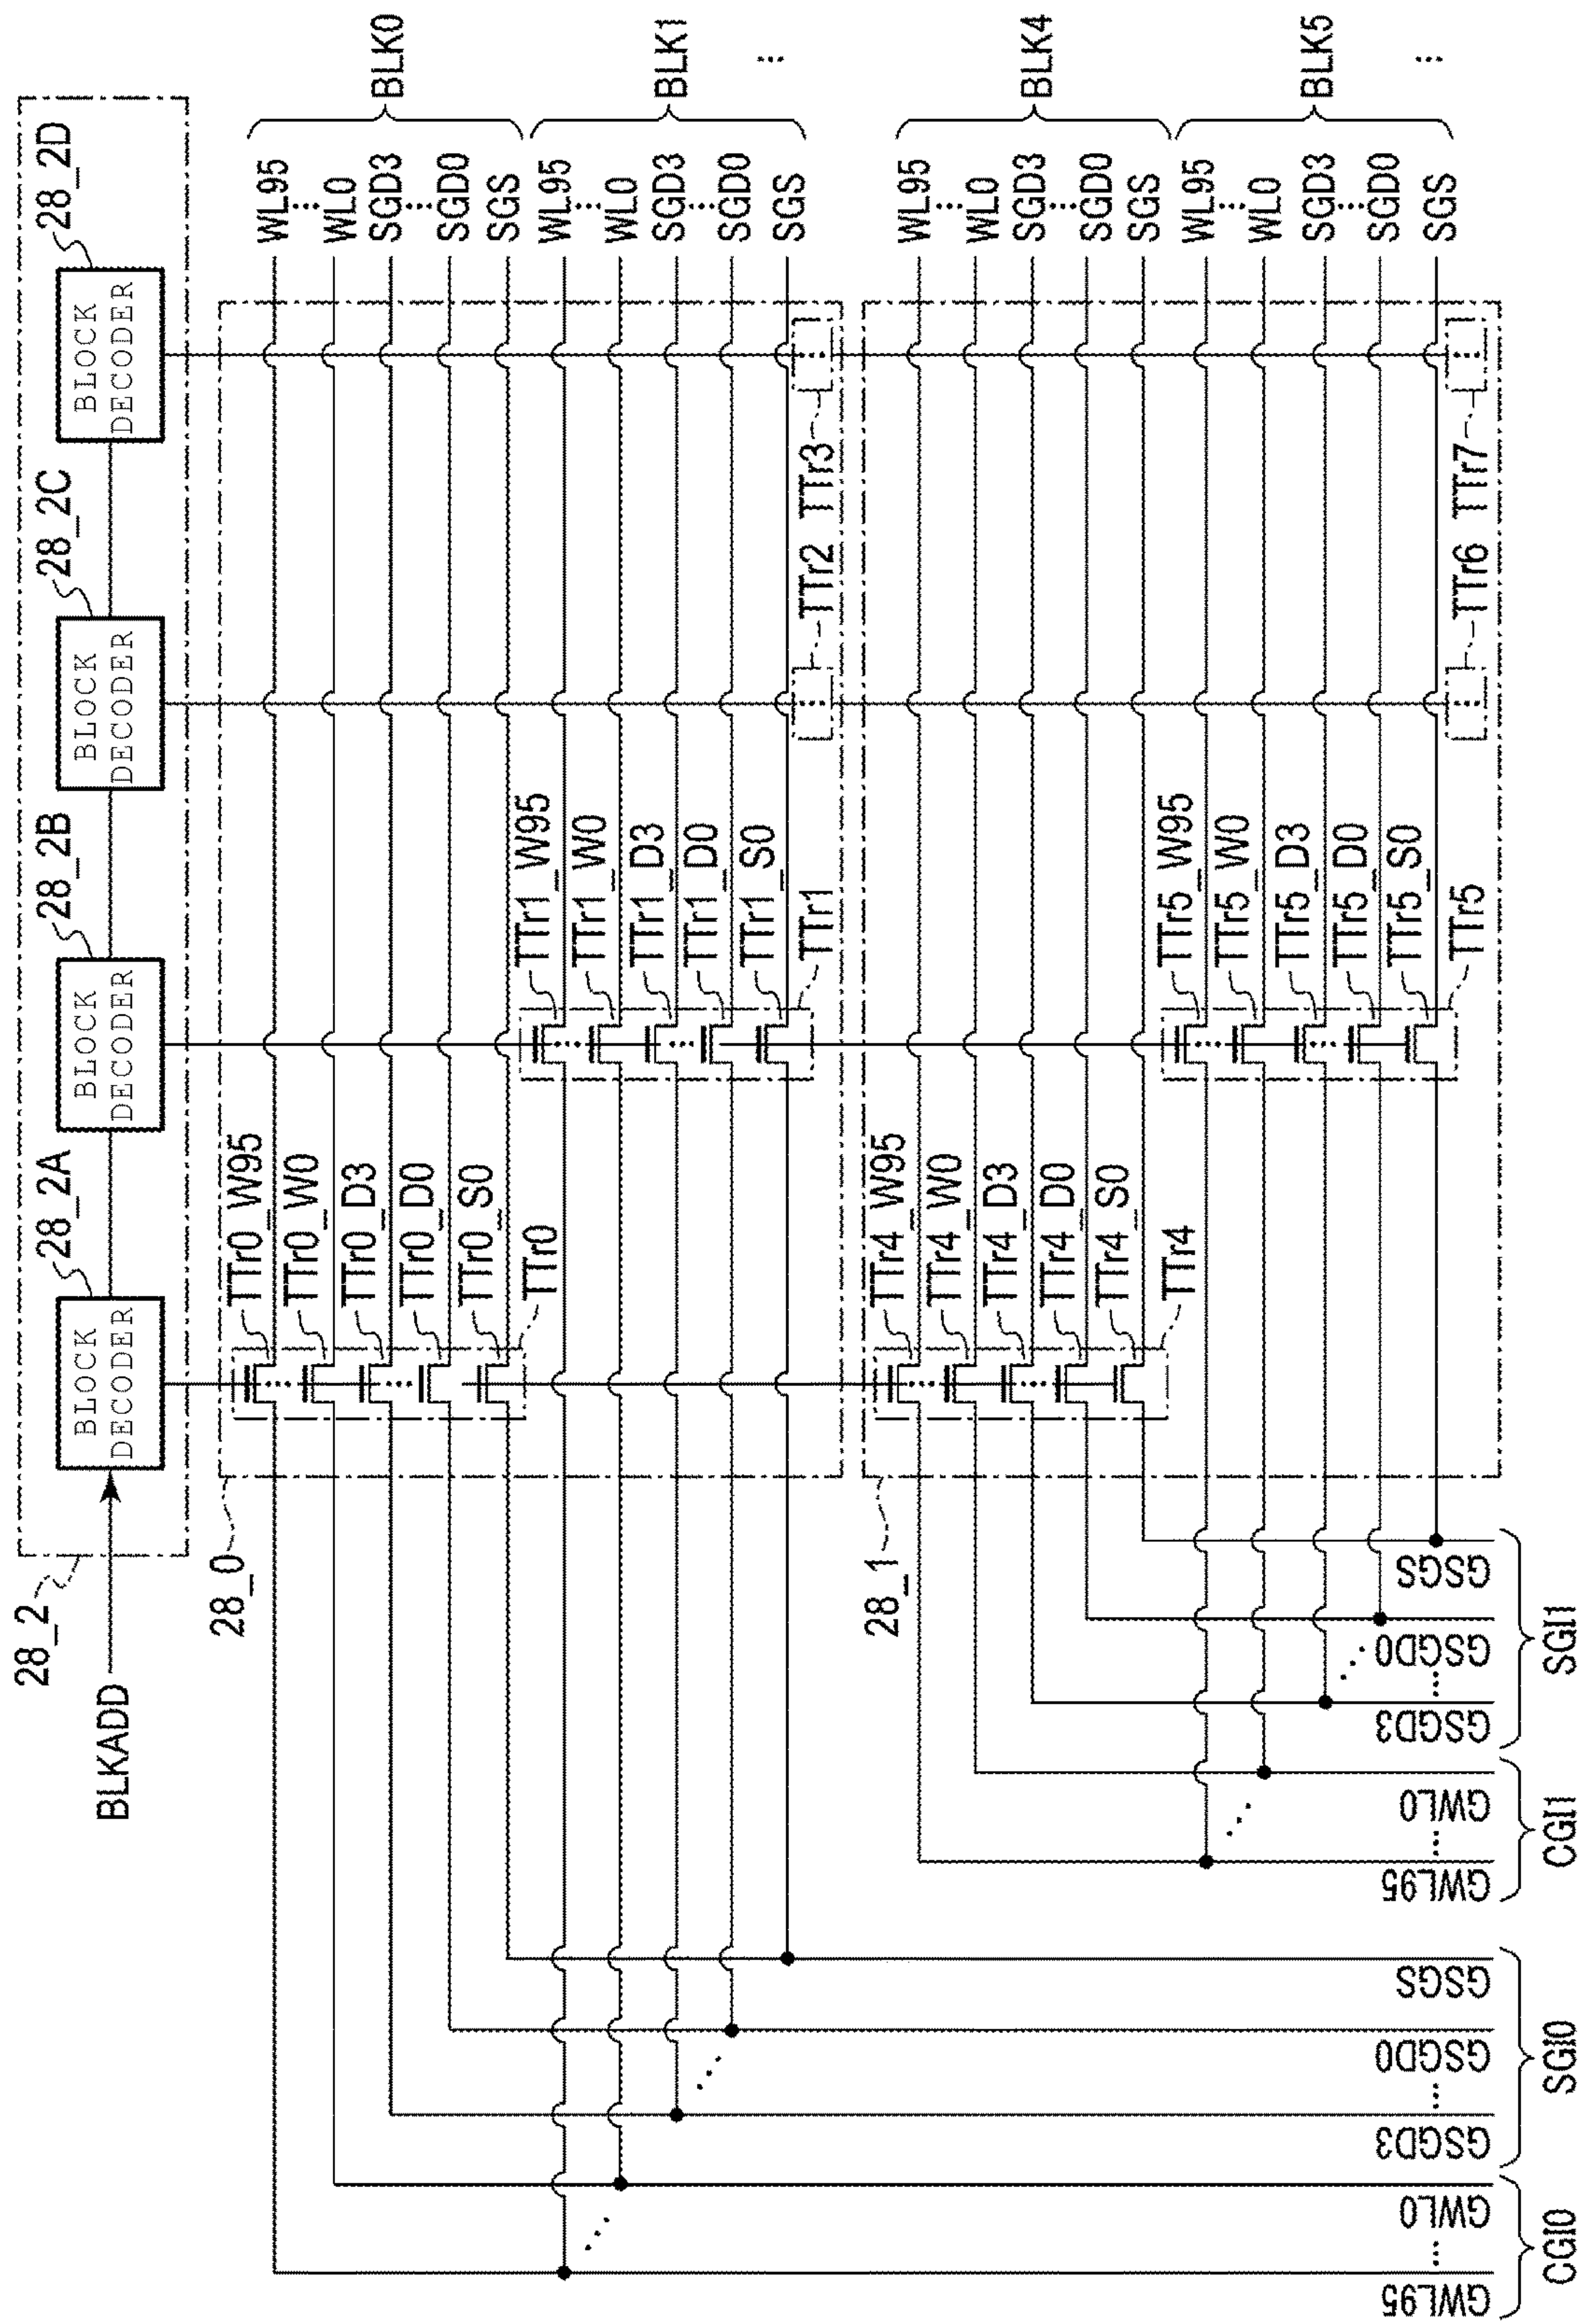 28_2
BLKADD
28_2A
BLOCK
DECODER
28_2B
BLOCK
DECODER
28_2C
BLOCK
DECODER
28_2D
BLOCK
DECODER
28_0
TTr0_W95
TTr0_W0
TTr0_D3
TTr0_D0
TTr0_S0
TTr0
TTr1_W95
TTr1_W0
TTr1_D3
TTr1_D0
TTr1_S0
TTr1
TTr2
TTr3
WL95
WL0
SGD3
SGD0
SGS
BLK0
WL95
WL0
SGD3
SGD0
SGS
BLK1
...
28_1
TTr4_W95
TTr4_W0
TTr4_D3
TTr4_D0
TTr4_S0
TTr4
TTr5_W95
TTr5_W0
TTr5_D3
TTr5_D0
TTr5_S0
TTr5
TTr6
TTr7
WL95
WL0
SGD3
SGD0
SGS
BLK4
WL95
WL0
SGD3
SGD0
SGS
BLK5
...
GWL95
...
GWL0
CGI0
GSGD3
...
GSGD0
GSGS
SGI0
GWL95
...
GWL0
CGI1
GSGD3
...
GSGD0
GSGS
SGI1